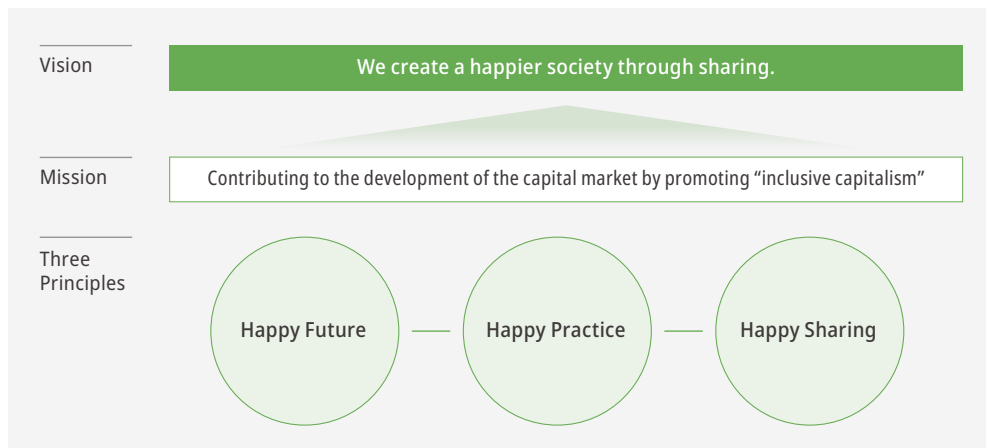 Vision
We create a happier society through sharing.
Mission
Contributing to the development of the capital market by promoting “inclusive capitalism”
Three
Principles
Happy Future
Happy Practice
Happy Sharing